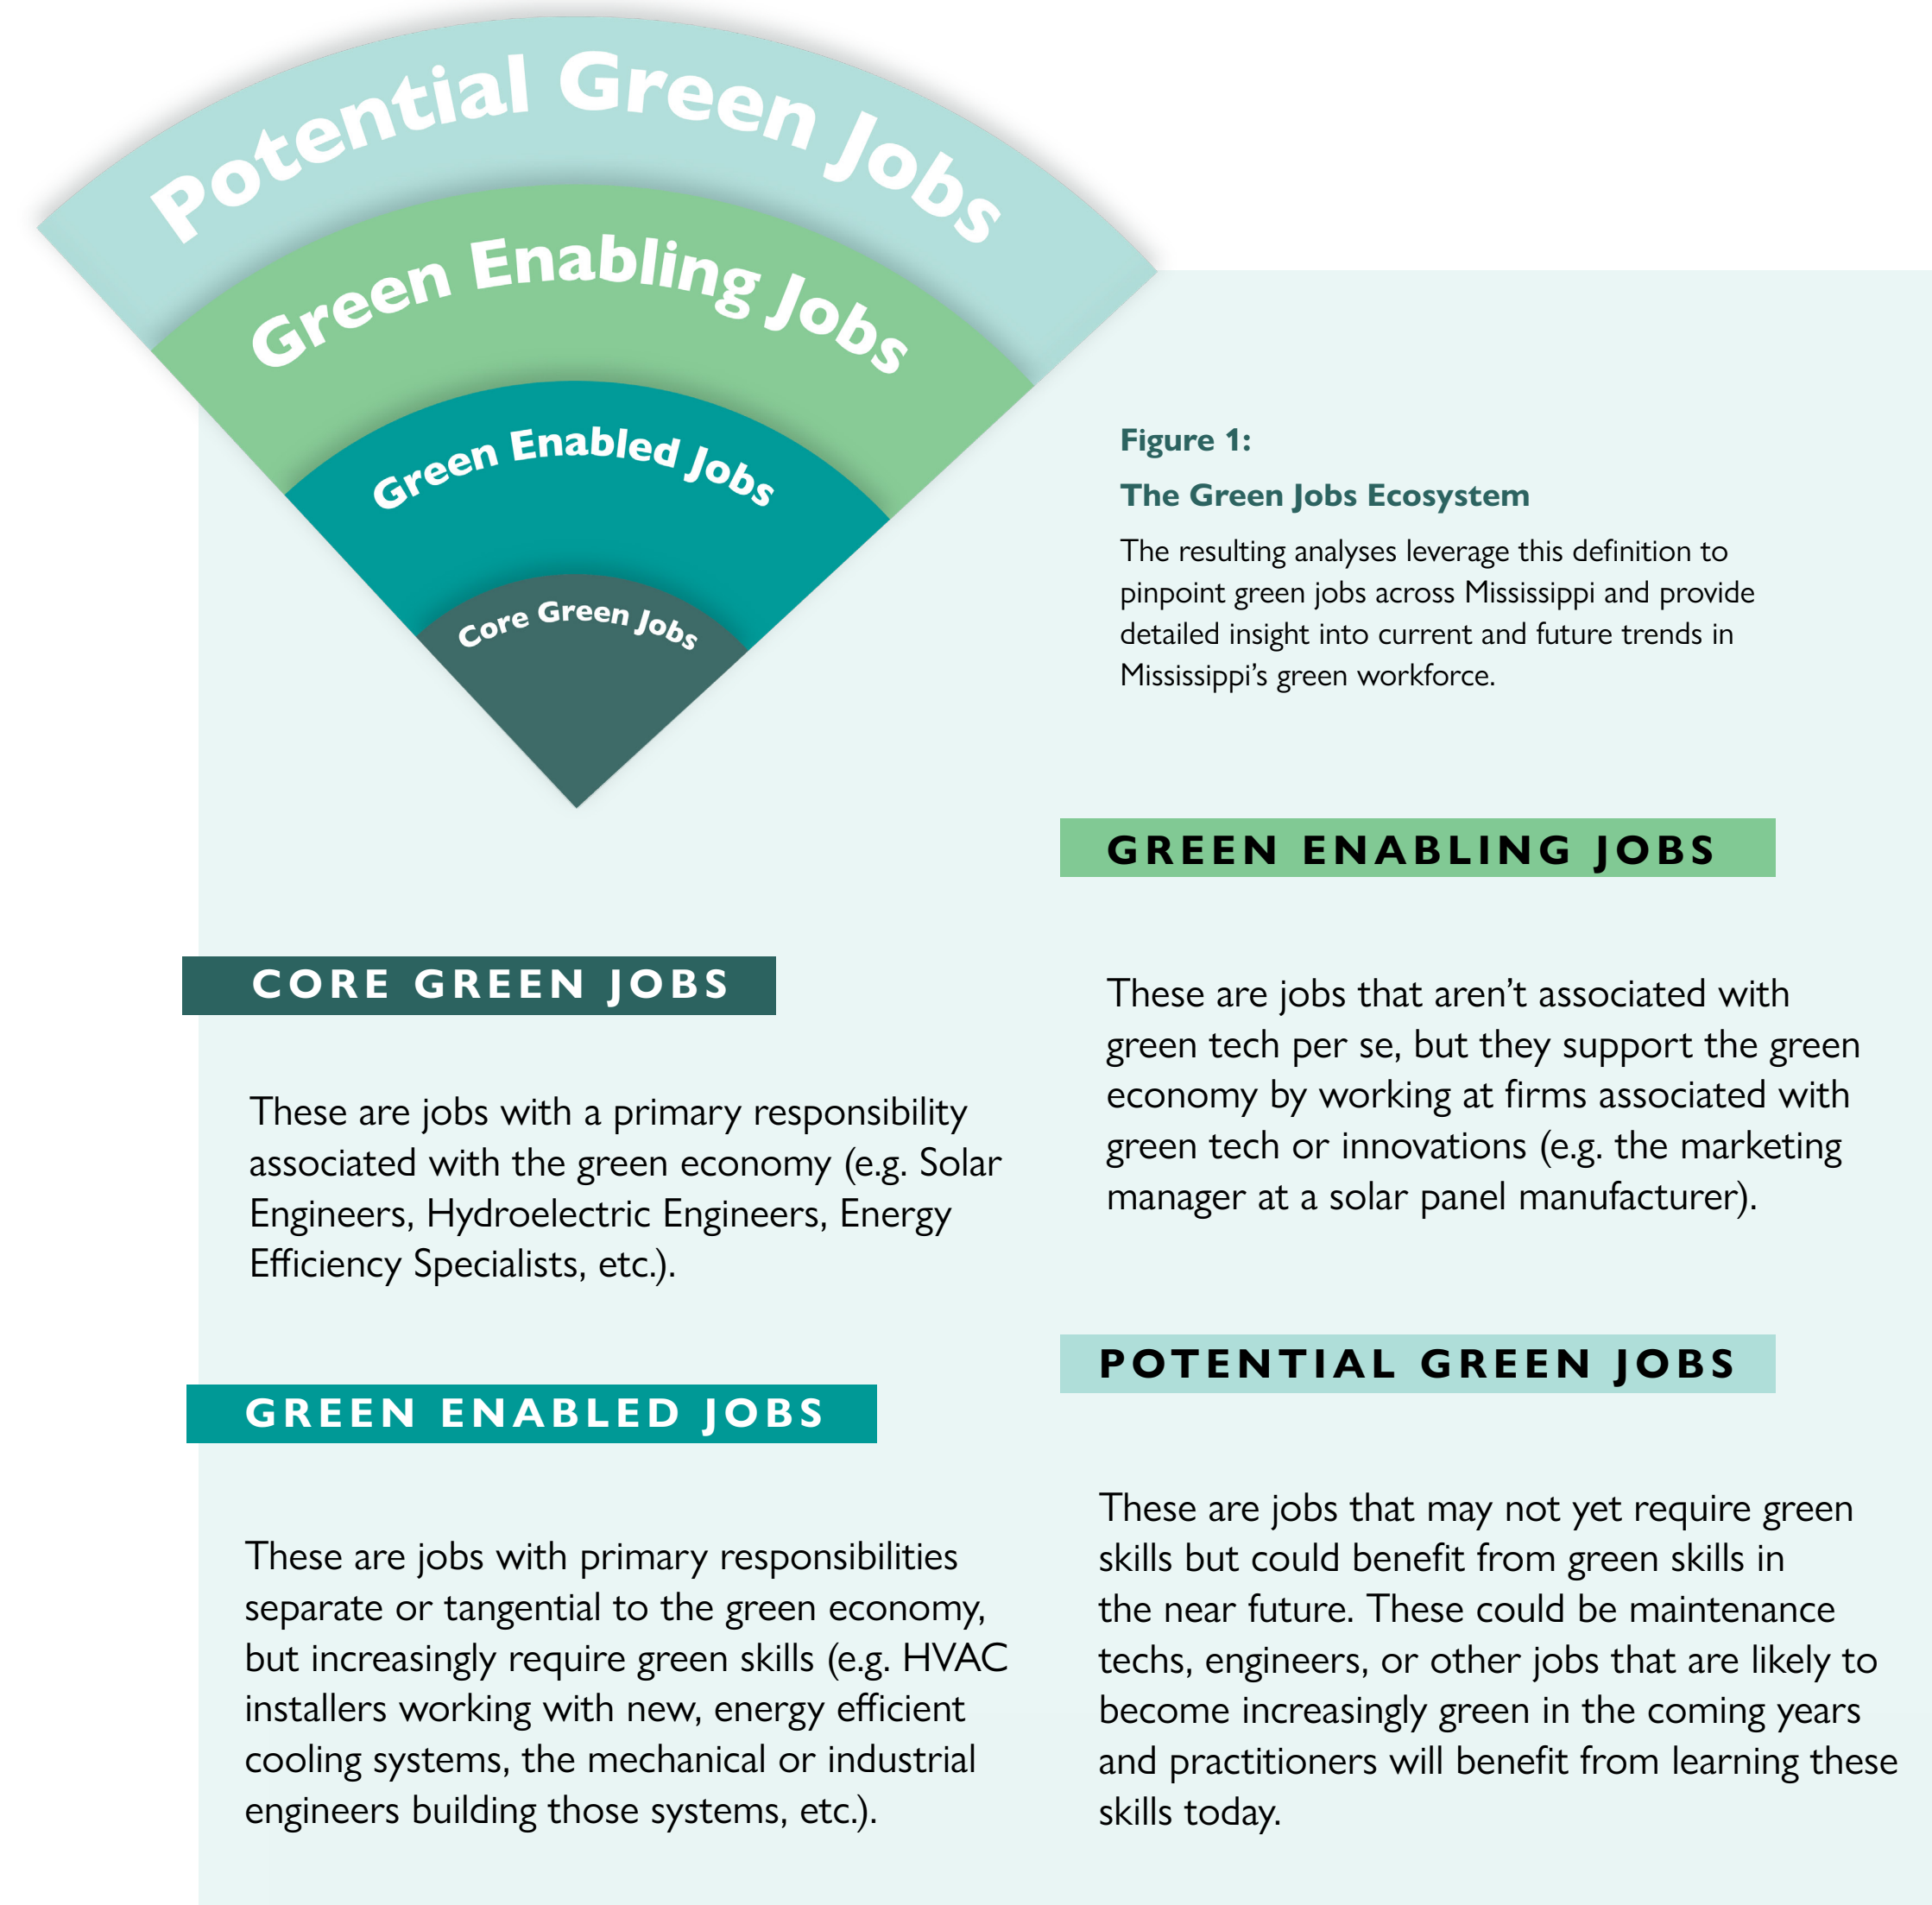 Potential Green Jobs
Green Enabling Jobs
Green Enabled Jobs
Core Green Jobs
Figure 1:
The Green Jobs Ecosystem
The resulting analyses leverage this definition to
pinpoint green jobs across Mississippi and provide
detailed insight into current and future trends in
Mississippi’s green workforce.
CORE GREEN JOBS
These are jobs with a primary responsibility
associated with the green economy (e.g. Solar
Engineers, Hydroelectric Engineers, Energy
Efficiency Specialists, etc.).
GREEN ENABLED JOBS
These are jobs with primary responsibilities
separate or tangential to the green economy,
but increasingly require green skills (e.g. HVAC
installers working with new, energy efficient
cooling systems, the mechanical or industrial
engineers building those systems, etc.).
GREEN ENABLING JOBS
These are jobs that aren’t associated with
green tech per se, but they support the green
economy by working at firms associated with
green tech or innovations (e.g. the marketing
manager at a solar panel manufacturer).
POTENTIAL GREEN JOBS
These are jobs that may not yet require green
skills but could benefit from green skills in
the near future. These could be maintenance
techs, engineers, or other jobs that are likely to
become increasingly green in the coming years
and practitioners will benefit from learning these
skills today.